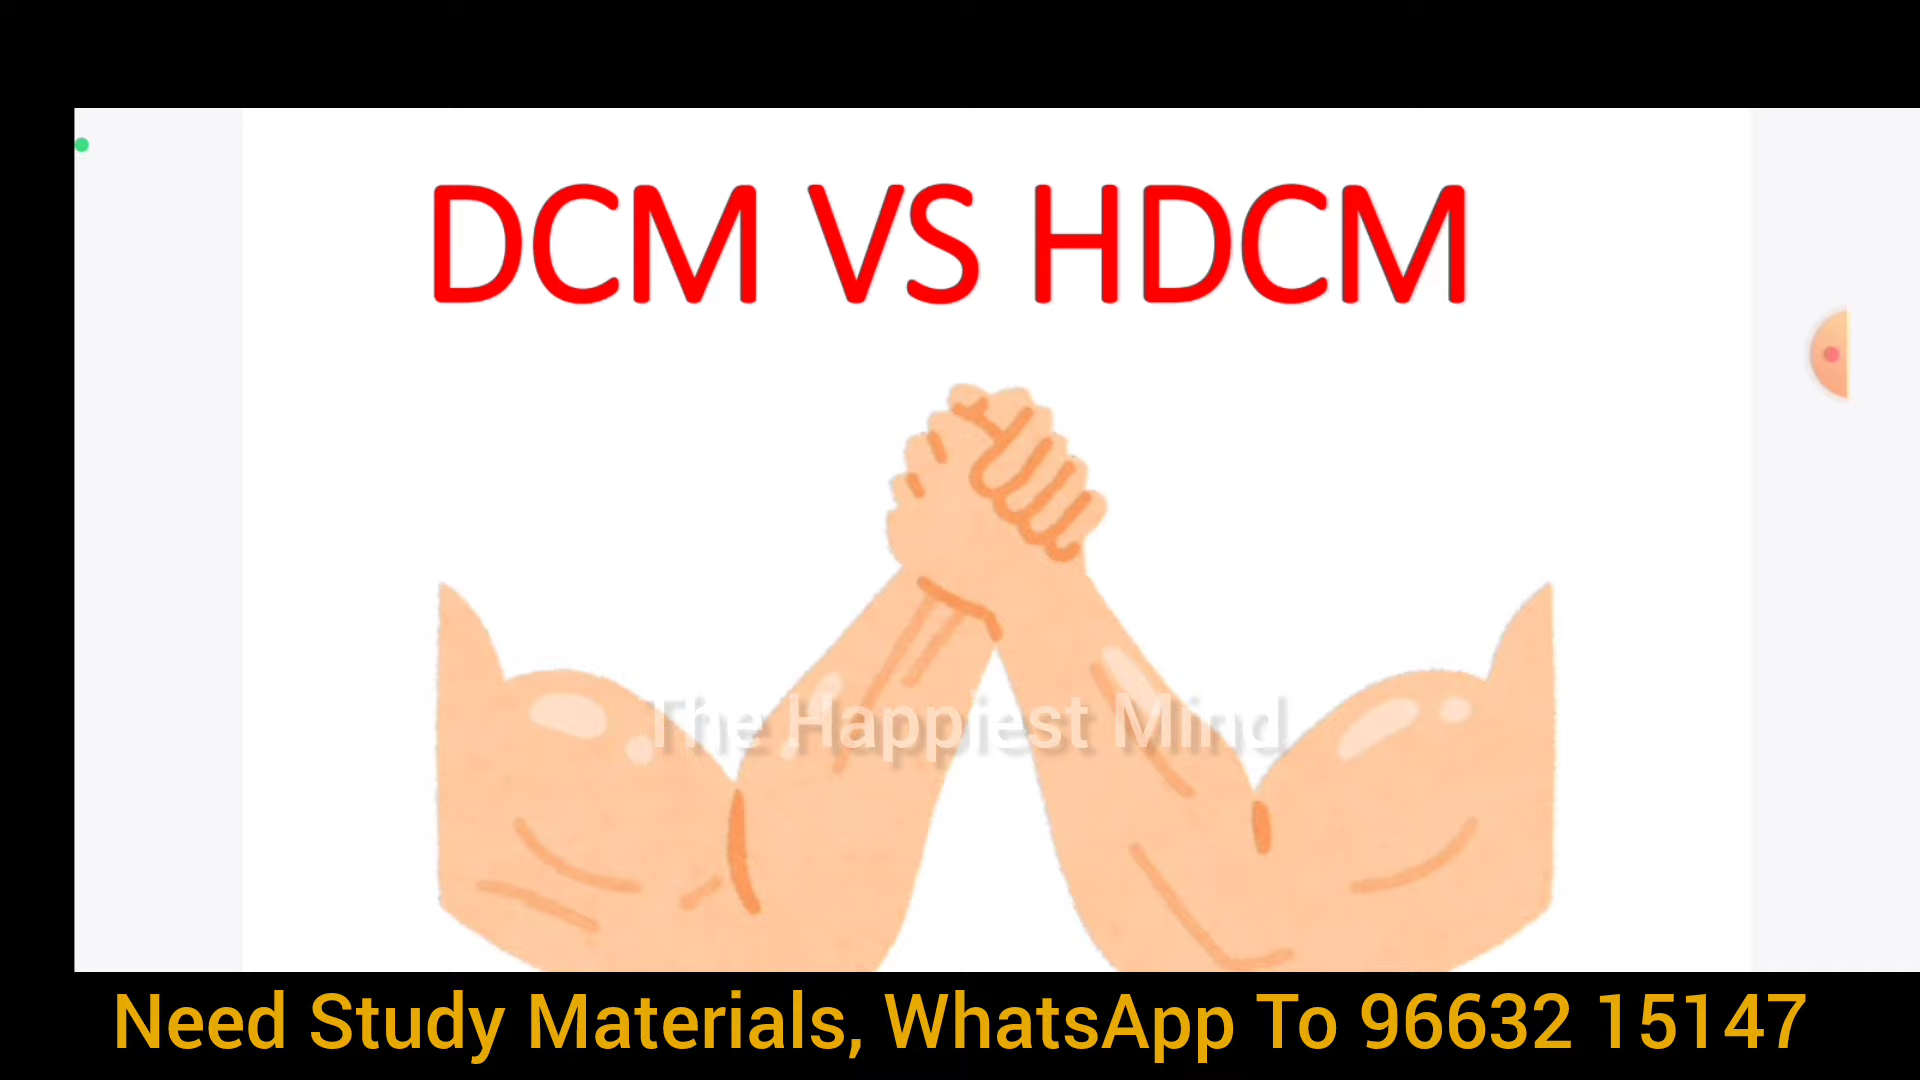 DCM VS HDCM
The Happiest Mind
Need Study Materials, WhatsApp To 96632 15147